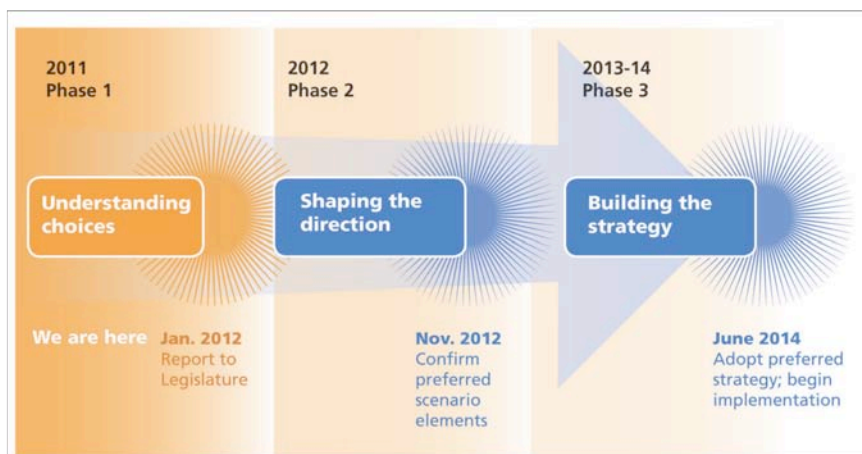 2011
Phase 1
2012
Phase 2
2013-14
Phase 3
Understanding
choices
Shaping the
direction
Building the
strategy
We are here
Jan. 2012
Report to
Legislature
Nov. 2012
Confirm
preferred
scenario
elements
June 2014
Adopt preferred
strategy; begin
implementation